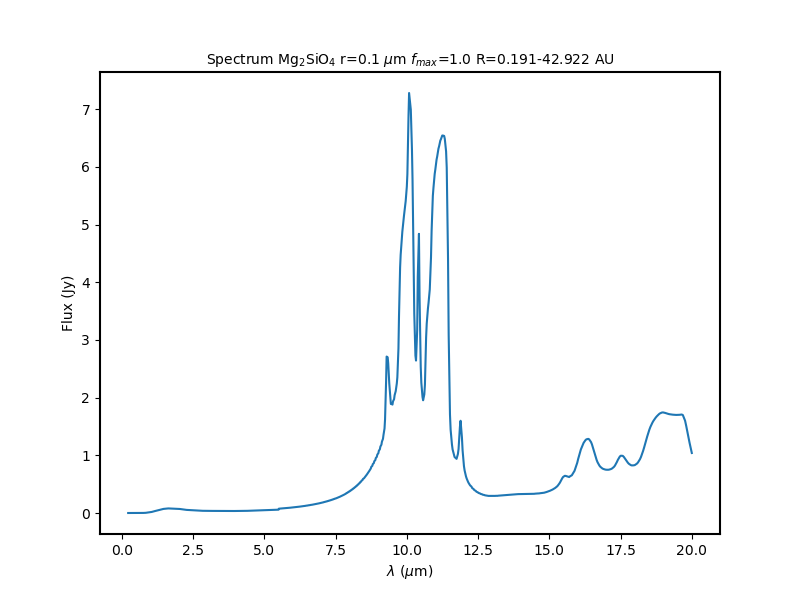 Spectrum Mg₂SiO₄ r=0.1 μm f_max=1.0 R=0.191-42.922 AU
Flux (Jy)
7
6
5
4
3
2
1
0
0.0 2.5 5.0 7.5 10.0 12.5 15.0 17.5 20.0
λ (μm)